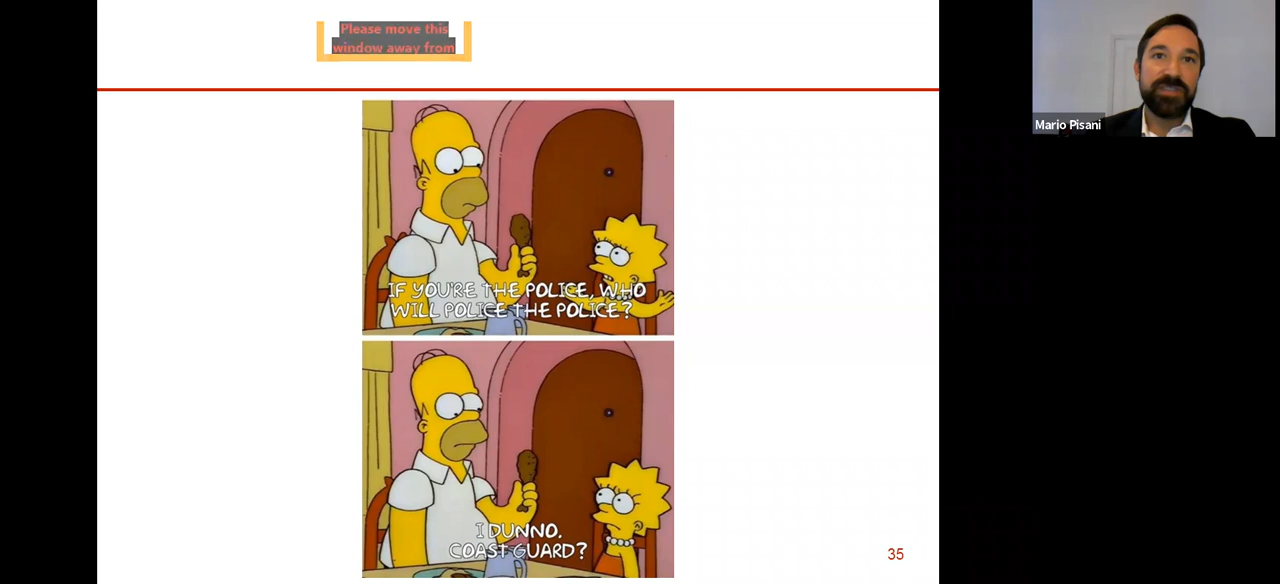 Please move this
window away from
Mario Pisani
IF YOU'RE THE POLICE, WHO
WILL POLICE THE POLICE?
I DUNNO.
COAST GUARD?
35